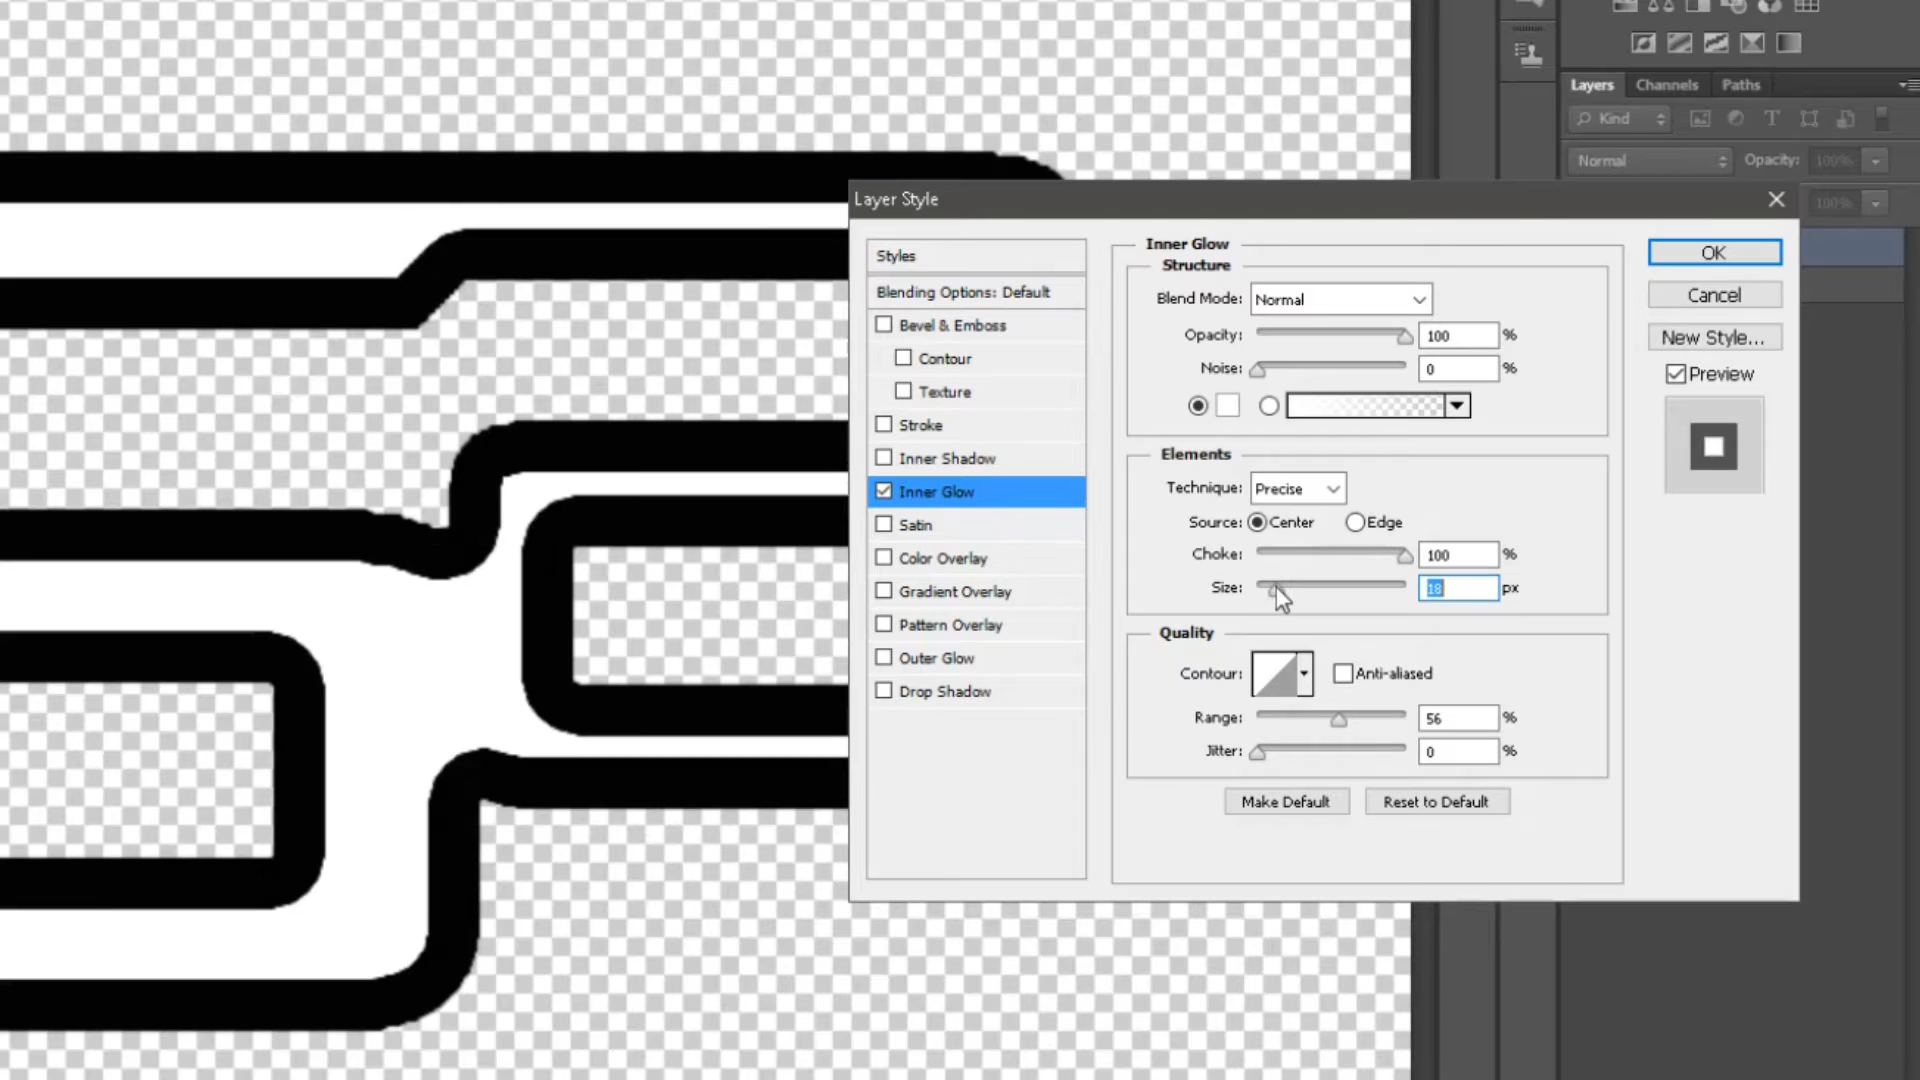 Layers Channels Paths
Kind
Normal Opacity: 100%
100%
Layer Style
Styles
Blending Options: Default
Bevel & Emboss
Contour
Texture
Stroke
Inner Shadow
Inner Glow
Satin
Color Overlay
Gradient Overlay
Pattern Overlay
Outer Glow
Drop Shadow
Inner Glow
Structure
Blend Mode: Normal
Opacity: 100 %
Noise: 0 %
Elements
Technique: Precise
Source: Center Edge
Choke: 100 %
Size: 18 px
Quality
Contour: Anti-aliased
Range: 56 %
Jitter: 0 %
Make Default Reset to Default
OK
Cancel
New Style...
Preview